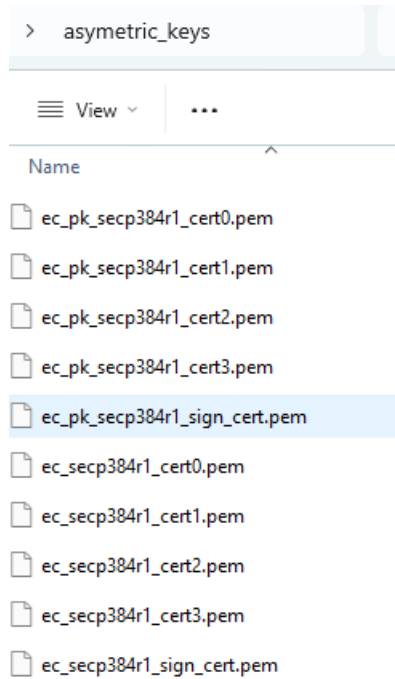 > asymetric_keys
View
Name
ec_pk_secp384r1_cert0.pem
ec_pk_secp384r1_cert1.pem
ec_pk_secp384r1_cert2.pem
ec_pk_secp384r1_cert3.pem
ec_pk_secp384r1_sign_cert.pem
ec_secp384r1_cert0.pem
ec_secp384r1_cert1.pem
ec_secp384r1_cert2.pem
ec_secp384r1_cert3.pem
ec_secp384r1_sign_cert.pem